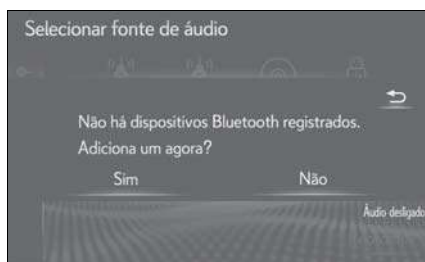 Selecionar fonte de áudio
Não há dispositivos Bluetooth registrados.
Adiciona um agora?
Sim
Não
Áudio desligado